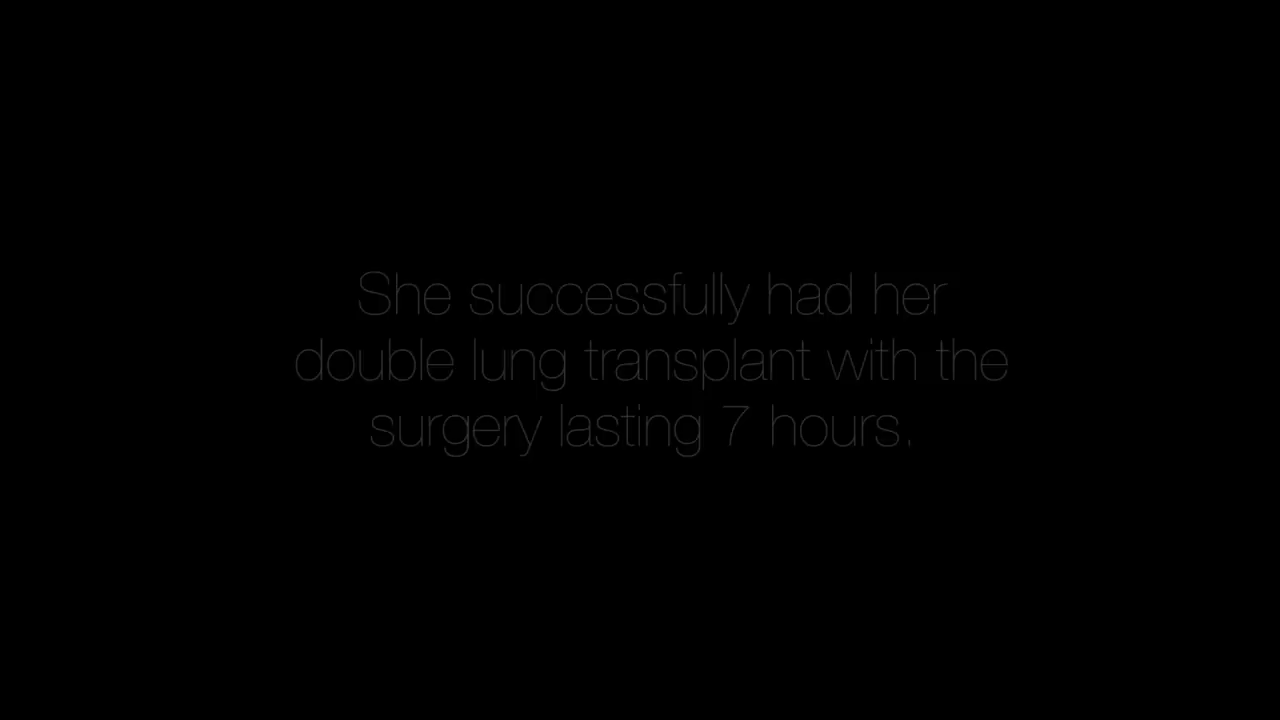 She successfully had her
double lung transplant with the
surgery lasting 7 hours.